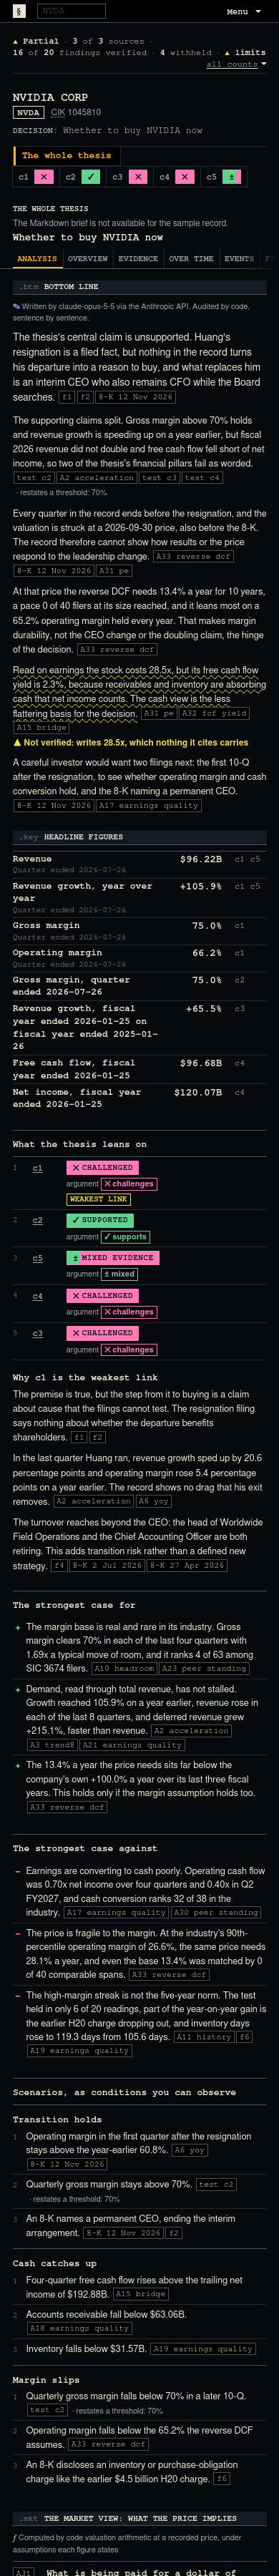 § NVDA Menu
▲ Partial · 3 of 3 sources ·
16 of 20 findings verified · 4 withheld · ▲ limits
all counts
NVIDIA CORP
NVDA CIK 1045810
DECISION: Whether to buy NVIDIA now
The whole thesis
c1 ✕ c2 ✓ c3 ✕ c4 ✕ c5 ±
THE WHOLE THESIS
The Markdown brief is not available for the sample record.
Whether to buy NVIDIA now
ANALYSIS OVERVIEW EVIDENCE OVER TIME EVENTS
.btm BOTTOM LINE
✎ Written by claude-opus-5-5 via the Anthropic API. Audited by code,
sentence by sentence.
The thesis's central claim is unsupported. Huang's
resignation is a filed fact, but nothing in the record turns
his departure into a reason to buy, and what replaces him
is an interim CEO who also remains CFO while the Board
searches. f1 f2 8-K 12 Nov 2026
The supporting claims split. Gross margin above 70% holds
and revenue growth is speeding up on a year earlier, but fiscal
2026 revenue did not double and free cash flow fell short of net
income, so two of the thesis's financial pillars fail as worded.
test c2 A2 acceleration test c3 test c4
· restates a threshold: 70%
Every quarter in the record ends before the resignation, and the
valuation is struck at a 2026-09-30 price, also before the 8-K.
The record therefore cannot show how results or the price
respond to the leadership change. A33 reverse dcf
8-K 12 Nov 2026 A31 pe
At that price the reverse DCF needs 13.4% a year for 10 years,
a pace 0 of 40 filers at its size reached, and it leans most on a
65.2% operating margin held every year. That makes margin
durability, not the CEO change or the doubling claim, the hinge
of the decision. A33 reverse dcf
Read on earnings the stock costs 28.5x, but its free cash flow
yield is 2.3%, because receivables and inventory are absorbing
cash that net income counts. The cash view is the less
flattering basis for the decision. A31 pe A32 fcf yield
A15 bridge
▲ Not verified: writes 28.5x, which nothing it cites carries
A careful investor would want two filings next: the first 10-Q
after the resignation, to see whether operating margin and cash
conversion hold, and the 8-K naming a permanent CEO.
8-K 12 Nov 2026 A17 earnings quality
.key HEADLINE FIGURES
Revenue $96.22B c1 c5
Quarter ended 2026-07-26
Revenue growth, year over +105.9% c1 c5
year
Quarter ended 2026-07-26
Gross margin 75.0% c1
Quarter ended 2026-07-26
Operating margin 66.2% c1
Quarter ended 2026-07-26
Gross margin, quarter 75.0% c2
ended 2026-07-26
Revenue growth, fiscal +65.5% c3
year ended 2026-01-25 on
fiscal year ended 2025-01-
26
Free cash flow, fiscal $96.68B c4
year ended 2026-01-25
Net income, fiscal year $120.07B c4
ended 2026-01-25
What the thesis leans on
1 c1 ✕ CHALLENGED
argument ✕ challenges
WEAKEST LINK
2 c2 ✓ SUPPORTED
argument ✓ supports
3 c5 ± MIXED EVIDENCE
argument ± mixed
4 c4 ✕ CHALLENGED
argument ✕ challenges
5 c3 ✕ CHALLENGED
argument ✕ challenges
Why c1 is the weakest link
The premise is true, but the step from it to buying is a claim
about cause that the filings cannot test. The resignation filing
says nothing about whether the departure benefits
shareholders. f1 f2
In the last quarter Huang ran, revenue growth sped up by 20.6
percentage points and operating margin rose 5.4 percentage
points on a year earlier. The record shows no drag that his exit
removes. A2 acceleration A6 yoy
The turnover reaches beyond the CEO: the head of Worldwide
Field Operations and the Chief Accounting Officer are both
retiring. This adds transition risk rather than a defined new
strategy. f4 8-K 2 Jul 2026 8-K 27 Apr 2026
The strongest case for
+ The margin base is real and rare in its industry. Gross
margin clears 70% in each of the last four quarters with
1.69x a typical move of room, and it ranks 4 of 63 among
SIC 3674 filers. A10 headroom A23 peer standing
+ Demand, read through total revenue, has not stalled.
Growth reached 105.9% on a year earlier, revenue rose in
each of the last 8 quarters, and deferred revenue grew
+215.1%, faster than revenue. A2 acceleration
A3 trend8 A21 earnings quality
+ The 13.4% a year the price needs sits far below the
company's own +100.0% a year over its last three fiscal
years. This holds only if the margin assumption holds too.
A33 reverse dcf
The strongest case against
− Earnings are converting to cash poorly. Operating cash flow
was 0.70x net income over four quarters and 0.40x in Q2
FY2027, and cash conversion ranks 32 of 38 in the
industry. A17 earnings quality A30 peer standing
− The price is fragile to the margin. At the industry's 90th-
percentile operating margin of 26.6%, the same price needs
28.1% a year, and even the base 13.4% was matched by 0
of 40 comparable spans. A33 reverse dcf
− The high-margin streak is not the five-year norm. The test
held in only 6 of 20 readings, part of the year-on-year gain is
the earlier H20 charge dropping out, and inventory days
rose to 119.3 days from 105.6 days. A11 history f6
A19 earnings quality
Scenarios, as conditions you can observe
Transition holds
1 Operating margin in the first quarter after the resignation
stays above the year-earlier 60.8%. A6 yoy
8-K 12 Nov 2026
2 Quarterly gross margin stays above 70%. test c2
· restates a threshold: 70%
3 An 8-K names a permanent CEO, ending the interim
arrangement. 8-K 12 Nov 2026 f2
Cash catches up
1 Four-quarter free cash flow rises above the trailing net
income of $192.88B. A15 bridge
2 Accounts receivable fall below $63.06B.
A18 earnings quality
3 Inventory falls below $31.57B. A19 earnings quality
Margin slips
1 Quarterly gross margin falls below 70% in a later 10-Q.
test c2 · restates a threshold: 70%
2 Operating margin falls below the 65.2% the reverse DCF
assumes. A33 reverse dcf
3 An 8-K discloses an inventory or purchase-obligation
charge like the earlier $4.5 billion H20 charge. f6
.mkt THE MARKET VIEW: WHAT THE PRICE IMPLIES
ƒ Computed by code valuation arithmetic at a recorded price, under
assumptions each figure states
A31 What is being paid for a dollar of